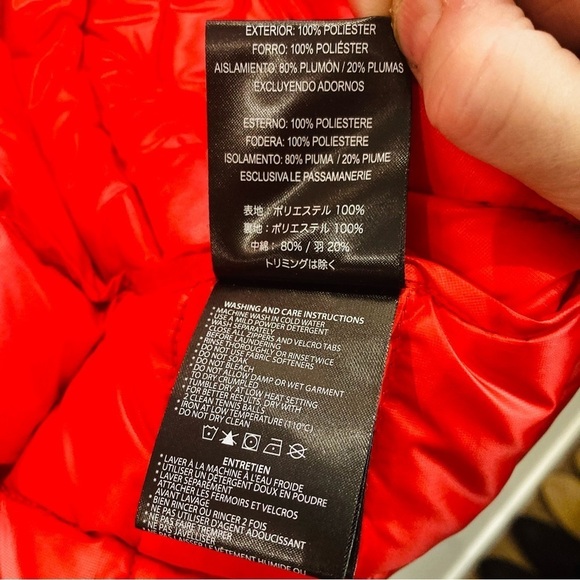 EXTERIOR: 100% POLIÉSTER
FORRO: 100% POLIÉSTER
AISLAMIENTO: 80% PLUMÓN / 20% PLUMAS
EXCLUYENDO ADORNOS
ESTERNO: 100% POLIESTERE
FODERA: 100% POLIESTERE
ISOLAMENTO: 80% PIUMA / 20% PIUME
ESCLUSIVA LE PASSAMANERIE
表地：ポリエステル 100%
裏地：ポリエステル 100%
中綿：80% / 羽 20%
トリミングは除く
WASHING AND CARE INSTRUCTIONS
• MACHINE WASH IN COLD WATER
• USE A MILD POWDER DETERGENT
• WASH SEPARATELY
• CLOSE ALL ZIPPERS AND VELCRO TABS
BEFORE LAUNDERING
• RINSE THOROUGHLY OR RINSE TWICE
• DO NOT USE FABRIC SOFTENERS
• DO NOT SOAK
• DO NOT BLEACH
• DO NOT ALLOW DAMP OR WET GARMENT
TO DRY CRUMPLED
• TUMBLE DRY AT LOW HEAT SETTING
• FOR BEST RESULTS, DRY WITH
2 CLEAN TENNIS BALLS
• IRON AT LOW TEMPERATURE (110°C)
• DO NOT DRY CLEAN
ENTRETIEN
• LAVER À LA MACHINE À L'EAU FROIDE
• UTILISER UN DÉTERGENT DOUX EN POUDRE
• LAVER SÉPARÉMENT
• ATTACHER LES FERMOIRS ET VELCROS
AVANT LAVAGE
• BIEN RINCER OU RINCER 2 FOIS
• NE PAS UTILISER D'AGENT ADOUCISSANT
• NE PAS FAIRE TREMPER
VÊTEMENT HUMIDE OU